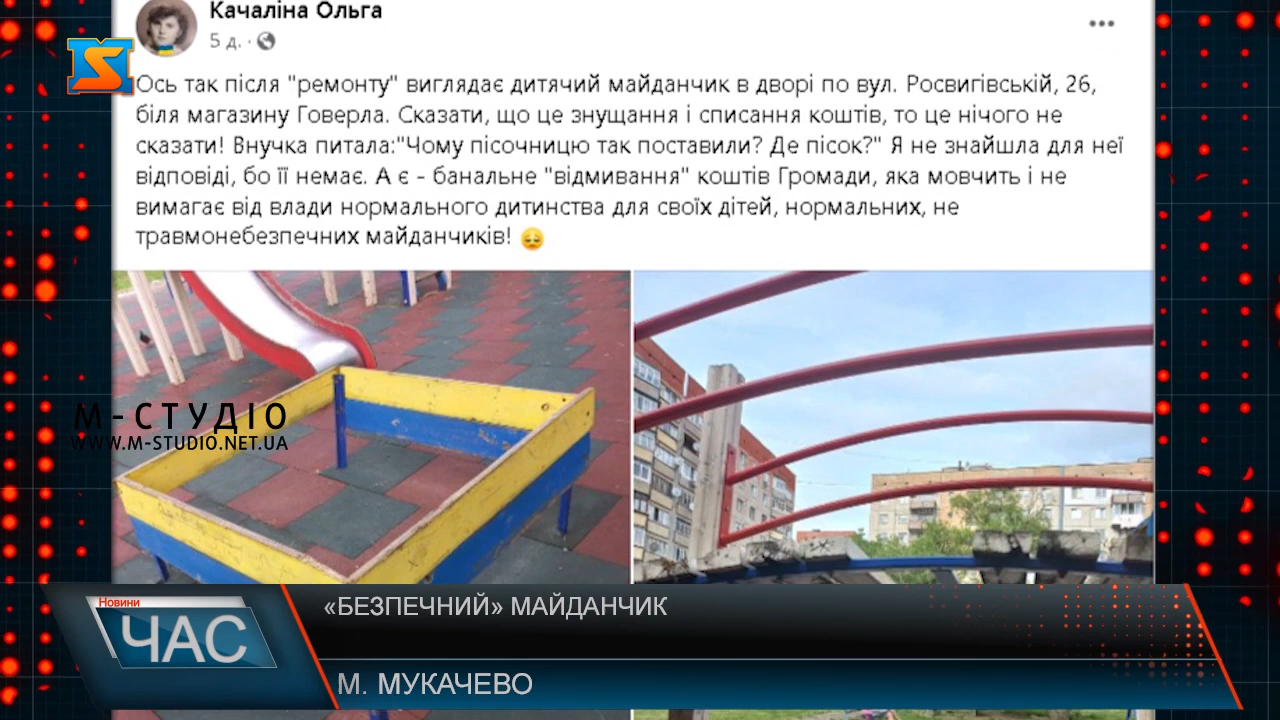 Качаліна Ольга
5 д. ·
Ось так після "ремонту" виглядає дитячий майданчик в дворі по вул. Росвигівській, 26,
біля магазину Говерла. Сказати, що це знущання і списання коштів, то це нічого не
сказати! Внучка питала:"Чому пісочницю так поставили? Де пісок?" Я не знайшла для неї
відповіді, бо її немає. А є - банальне "відмивання" коштів Громади, яка мовчить і не
вимагає від влади нормального дитинства для своїх дітей, нормальних, не
травмонебезпечних майданчиків!
М-СТУДІО
WWW.M-STUDIO.NET.UA
Новини
ЧАС
«БЕЗПЕЧНИЙ» МАЙДАНЧИК
М. МУКАЧЕВО